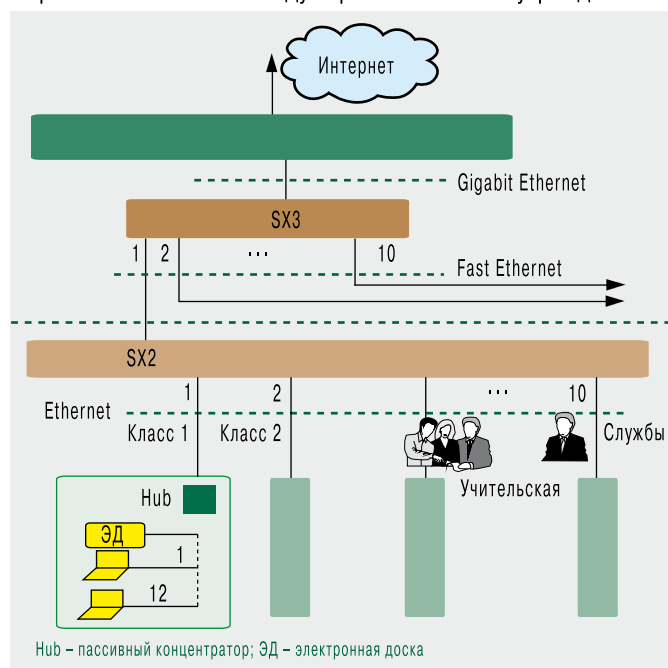 Интернет
Gigabit Ethernet
SX3
1 2 ... 10
Fast Ethernet
SX2
1 2 ... 10
Ethernet
Класс 1 Класс 2 Службы
Учительская
Hub
ЭД
1
12
Hub – пассивный концентратор; ЭД – электронная доска